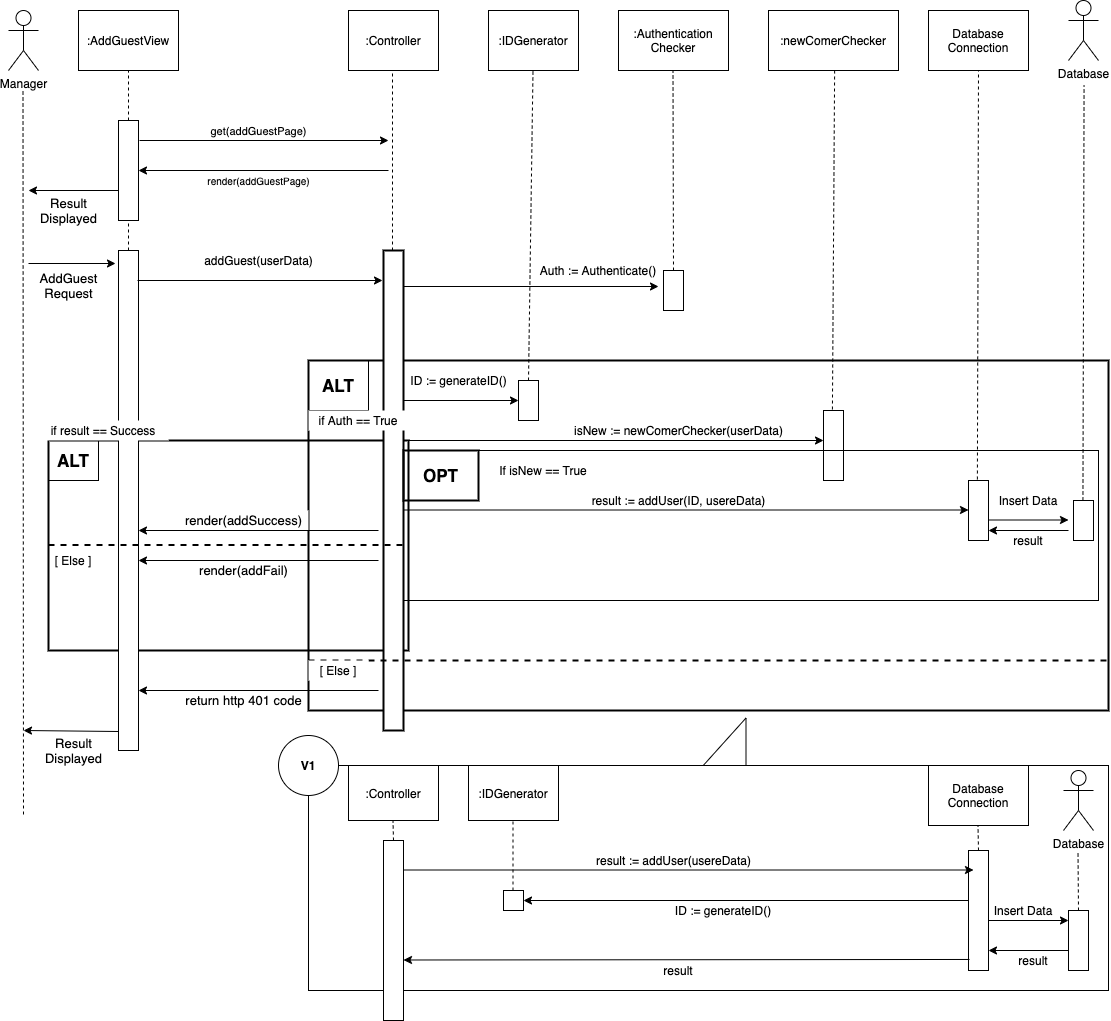 Manager
:AddGuestView
:Controller
:IDGenerator
:Authentication
Checker
:newComerChecker
Database
Connection
Database
get(addGuestPage)
render(addGuestPage)
Result
Displayed
AddGuest
Request
addGuest(userData)
Auth := Authenticate()
ALT
ID := generateID()
if Auth == True
if result == Success
isNew := newComerChecker(userData)
ALT
OPT
If isNew == True
result := addUser(ID, usereData)
Insert Data
result
render(addSuccess)
[ Else ]
render(addFail)
[ Else ]
return http 401 code
Result
Displayed
V1
:Controller
:IDGenerator
Database
Connection
Database
result := addUser(usereData)
ID := generateID()
Insert Data
result
result